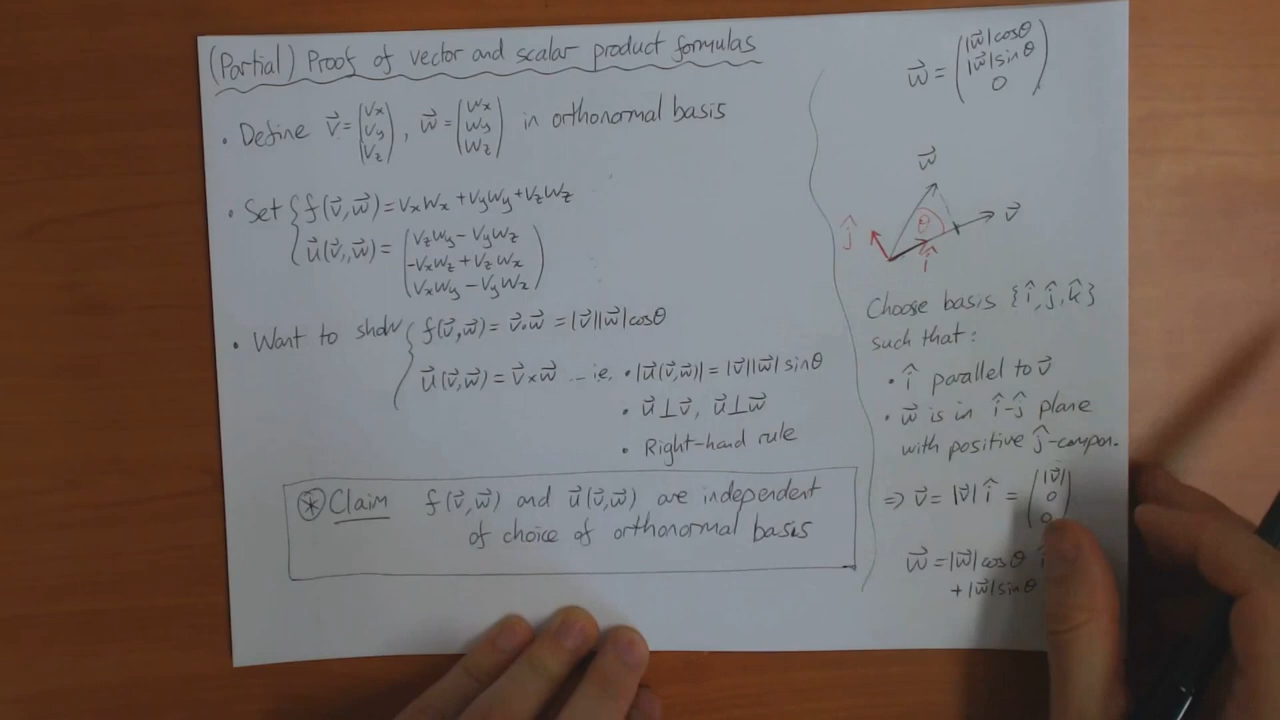 (Partial) Proof of vector and scalar product formulas
• Define v⃗ = (vx vy vz), w⃗ = (wx wy wz) in orthonormal basis
• Set { f(v⃗,w⃗) = vxwx + vywy + vzwz
u⃗(v⃗,w⃗) = (vzwy − vywz
−vxwz + vzwx
vxwy − vywx)
• Want to show { f(v⃗,w⃗) = v⃗·w⃗ = |v⃗||w⃗|cosθ
u⃗(v⃗,w⃗) = v⃗×w⃗ ... ie. • |u⃗(v⃗,w⃗)| = |v⃗||w⃗| sinθ
• u⃗⊥v⃗, u⃗⊥w⃗
• Right-hand rule
⊛ Claim f(v⃗,w⃗) and u⃗(v⃗,w⃗) are independent
of choice of orthonormal basis
w⃗ = (|w⃗|cosθ
|w⃗|sinθ
0)
w⃗
v⃗
ĵ θ
î
Choose basis {î,ĵ,k̂}
such that:
• î parallel to v⃗
• w⃗ is in î-ĵ plane
with positive ĵ-compon.
⇒ v⃗ = |v⃗| î = (|v⃗|
0
0
w⃗ = |w⃗|cosθ
+ |w⃗|sinθ